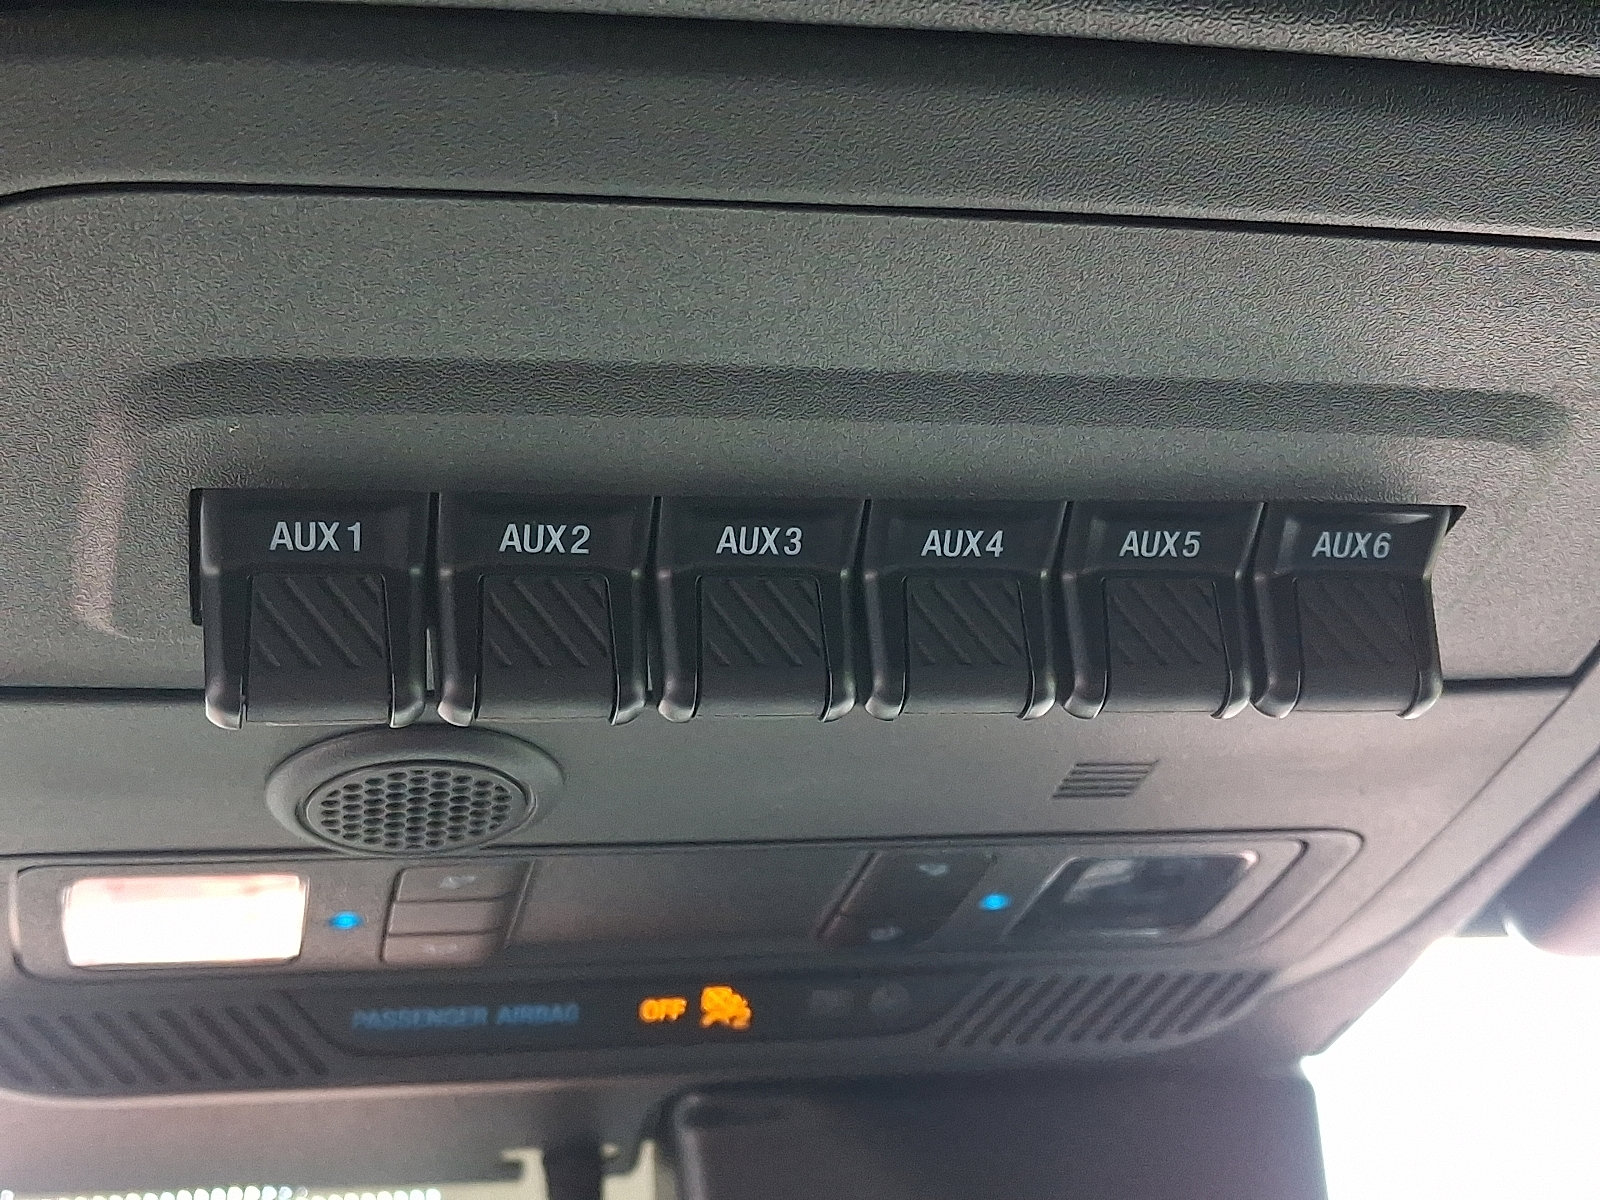 AUX 1 AUX 2 AUX 3 AUX 4 AUX 5 AUX 6
PASSENGER AIRBAG OFF